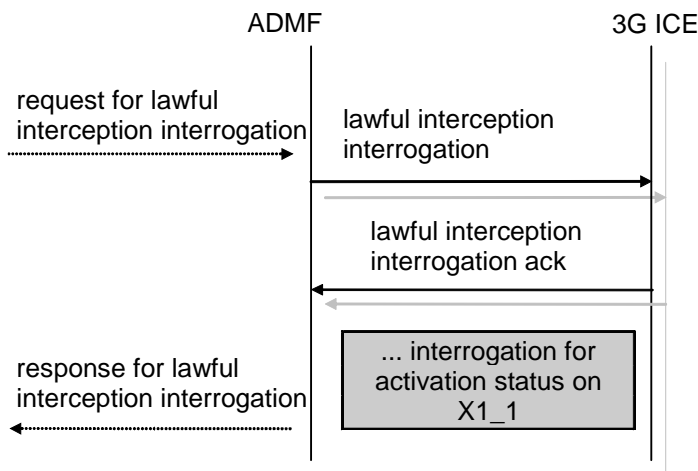 ADMF
3G ICE
request for lawful
interception interrogation
lawful interception
interrogation
lawful interception
interrogation ack
... interrogation for
activation status on
X1_1
response for lawful
interception interrogation